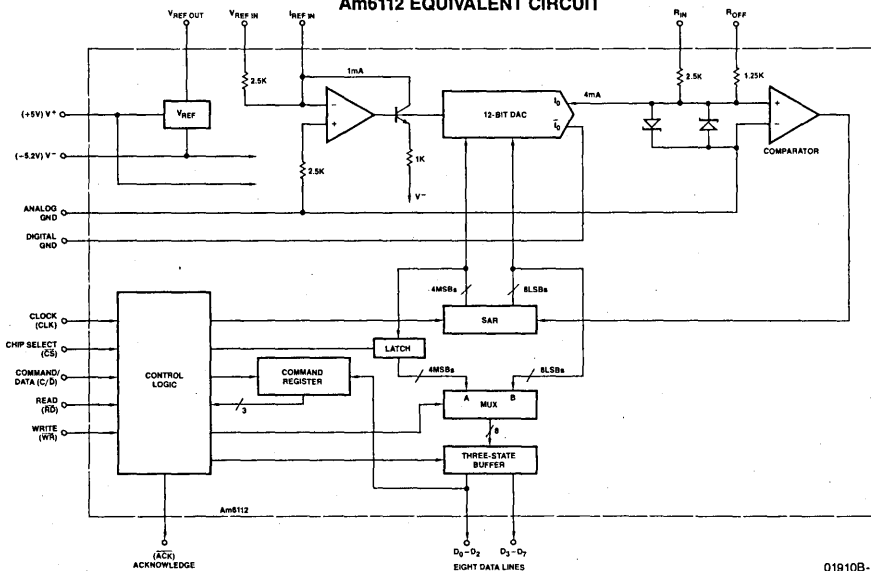 Am6112 EQUIVALENT CIRCUIT
VREF OUT
VREF IN
IREF IN
RIN
ROFF
2.5K
1mA
2.5K
1.25K
(+5V) V+
VREF
−
+
12-BIT DAC
I0
I0
4mA
+
−
COMPARATOR
(−5.2V) V−
2.5K
1K
V−
ANALOG
GND
DIGITAL
GND
4MSBs
8LSBs
CLOCK
(CLK)
SAR
CHIP SELECT
(CS)
LATCH
COMMAND/
DATA (C/D)
CONTROL
LOGIC
COMMAND
REGISTER
4MSBs
8LSBs
A B
MUX
READ
(RD)
3
WRITE
(WR)
8
THREE-STATE
BUFFER
Am6112
(ACK)
ACKNOWLEDGE
D0–D2
D3–D7
EIGHT DATA LINES
01910B-